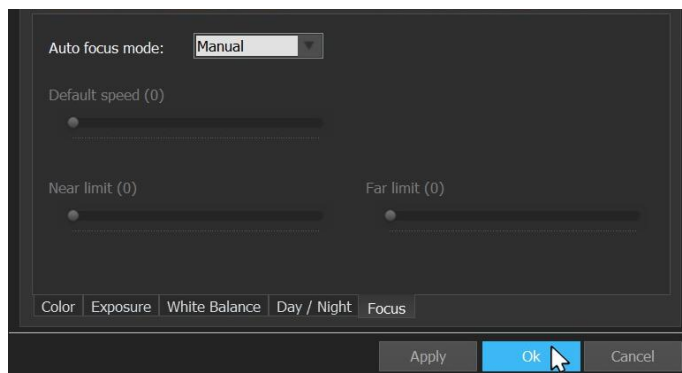 Auto focus mode: Manual
Default speed (0)
Near limit (0) Far limit (0)
Color Exposure White Balance Day / Night Focus
Apply Ok Cancel